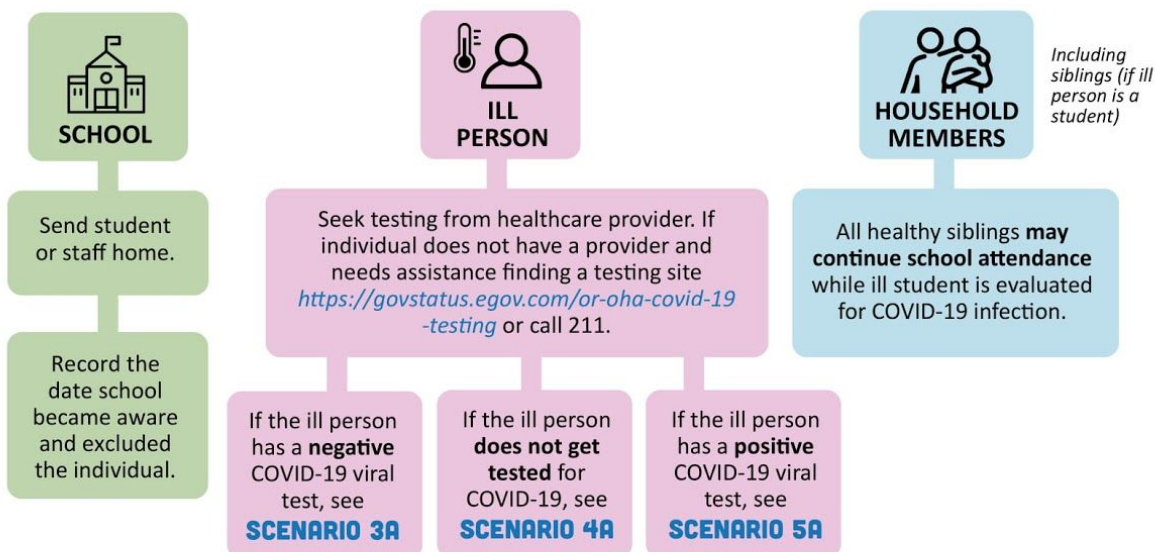 SCHOOL
Send student
or staff home.
Record the
date school
became aware
and excluded
the individual.
ILL
PERSON
Seek testing from healthcare provider. If
individual does not have a provider and
needs assistance finding a testing site
https://govstatus.egov.com/or-oha-covid-19
-testing or call 211.
If the ill person
has a negative
COVID-19 viral
test, see
SCENARIO 3A
If the ill person
does not get
tested for
COVID-19, see
SCENARIO 4A
If the ill person
has a positive
COVID-19 viral
test, see
SCENARIO 5A
HOUSEHOLD
MEMBERS
Including
siblings (if ill
person is a
student)
All healthy siblings may
continue school attendance
while ill student is evaluated
for COVID-19 infection.